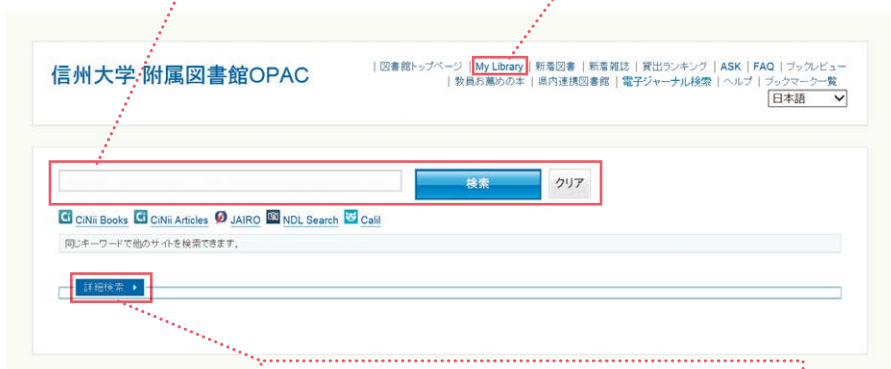 信州大学 附属図書館OPAC
| 図書館トップページ | My Library | 新着図書 | 新着雑誌 | 貸出ランキング | ASK | FAQ | ブックレビュー
| 教員お薦めの本 | 県内連携図書館 | 電子ジャーナル検索 | ヘルプ | ブックマーク一覧
日本語
検索 クリア
CiNii Books CiNii Articles JAIRO NDL Search Calil
同じキーワードで他のサイトを検索できます。
詳細検索